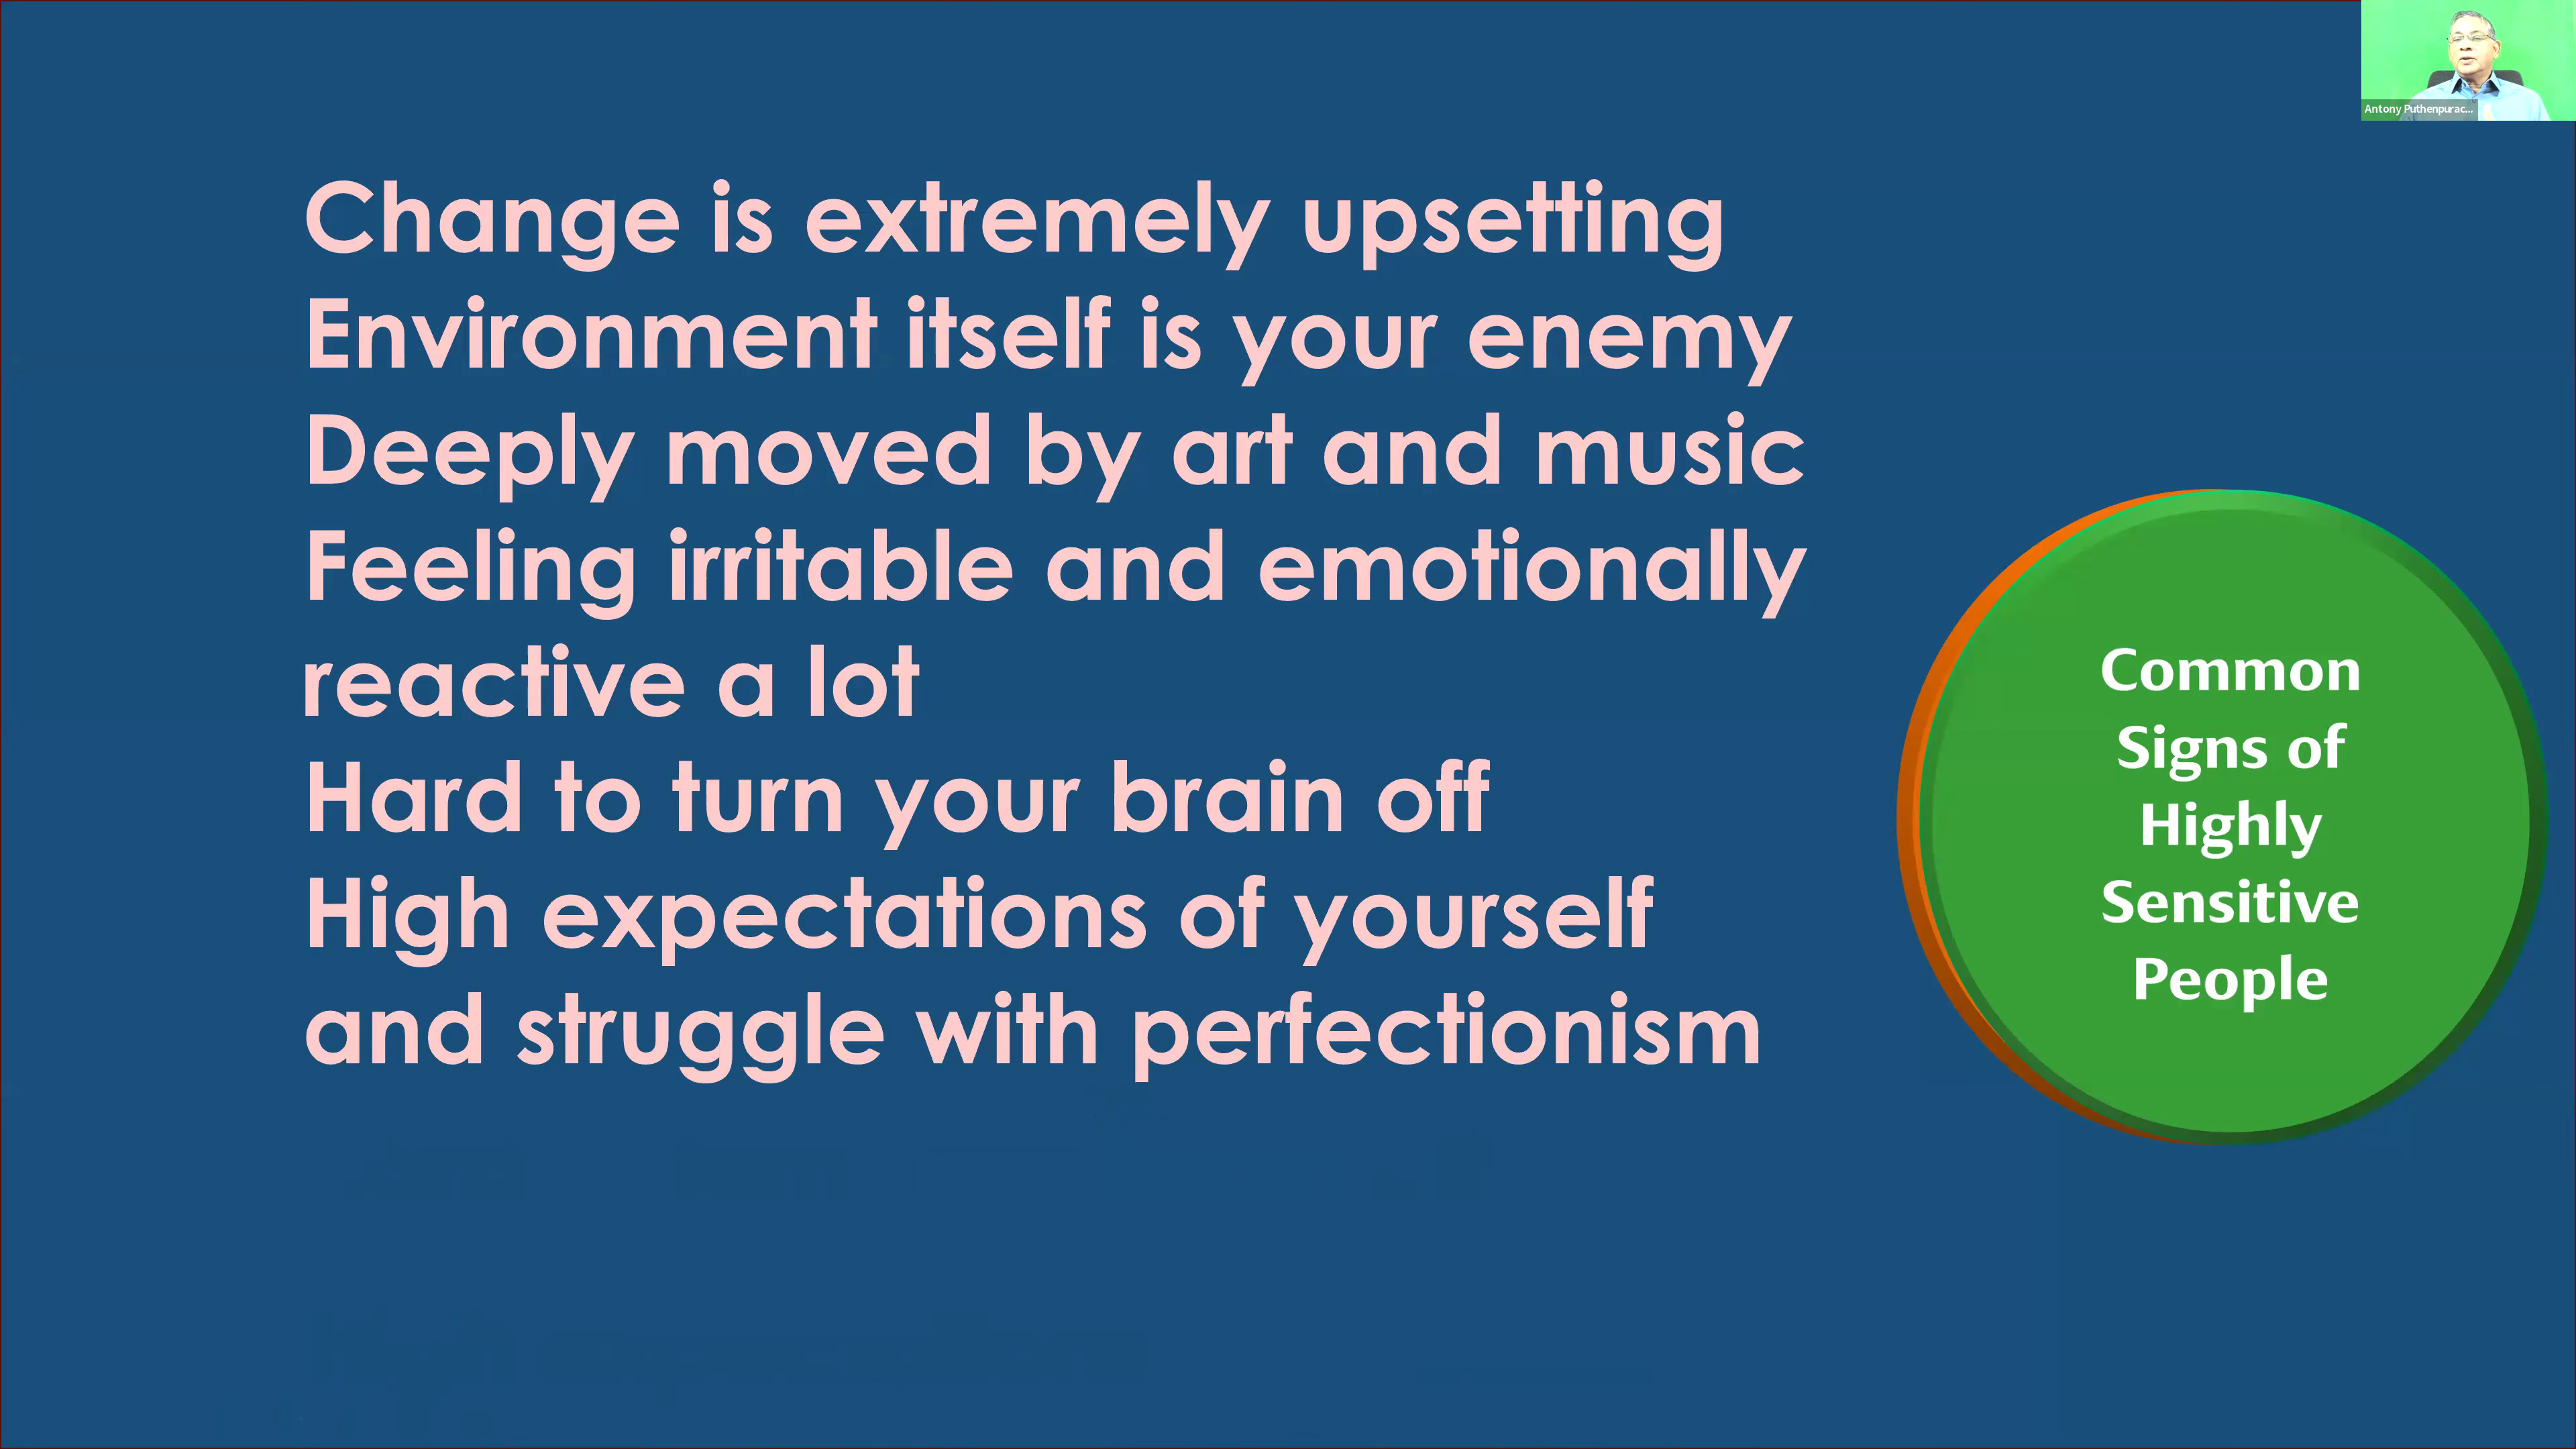 Antony Puthenpurac...
Change is extremely upsetting
Environment itself is your enemy
Deeply moved by art and music
Feeling irritable and emotionally
reactive a lot
Hard to turn your brain off
High expectations of yourself
and struggle with perfectionism
Common
Signs of
Highly
Sensitive
People